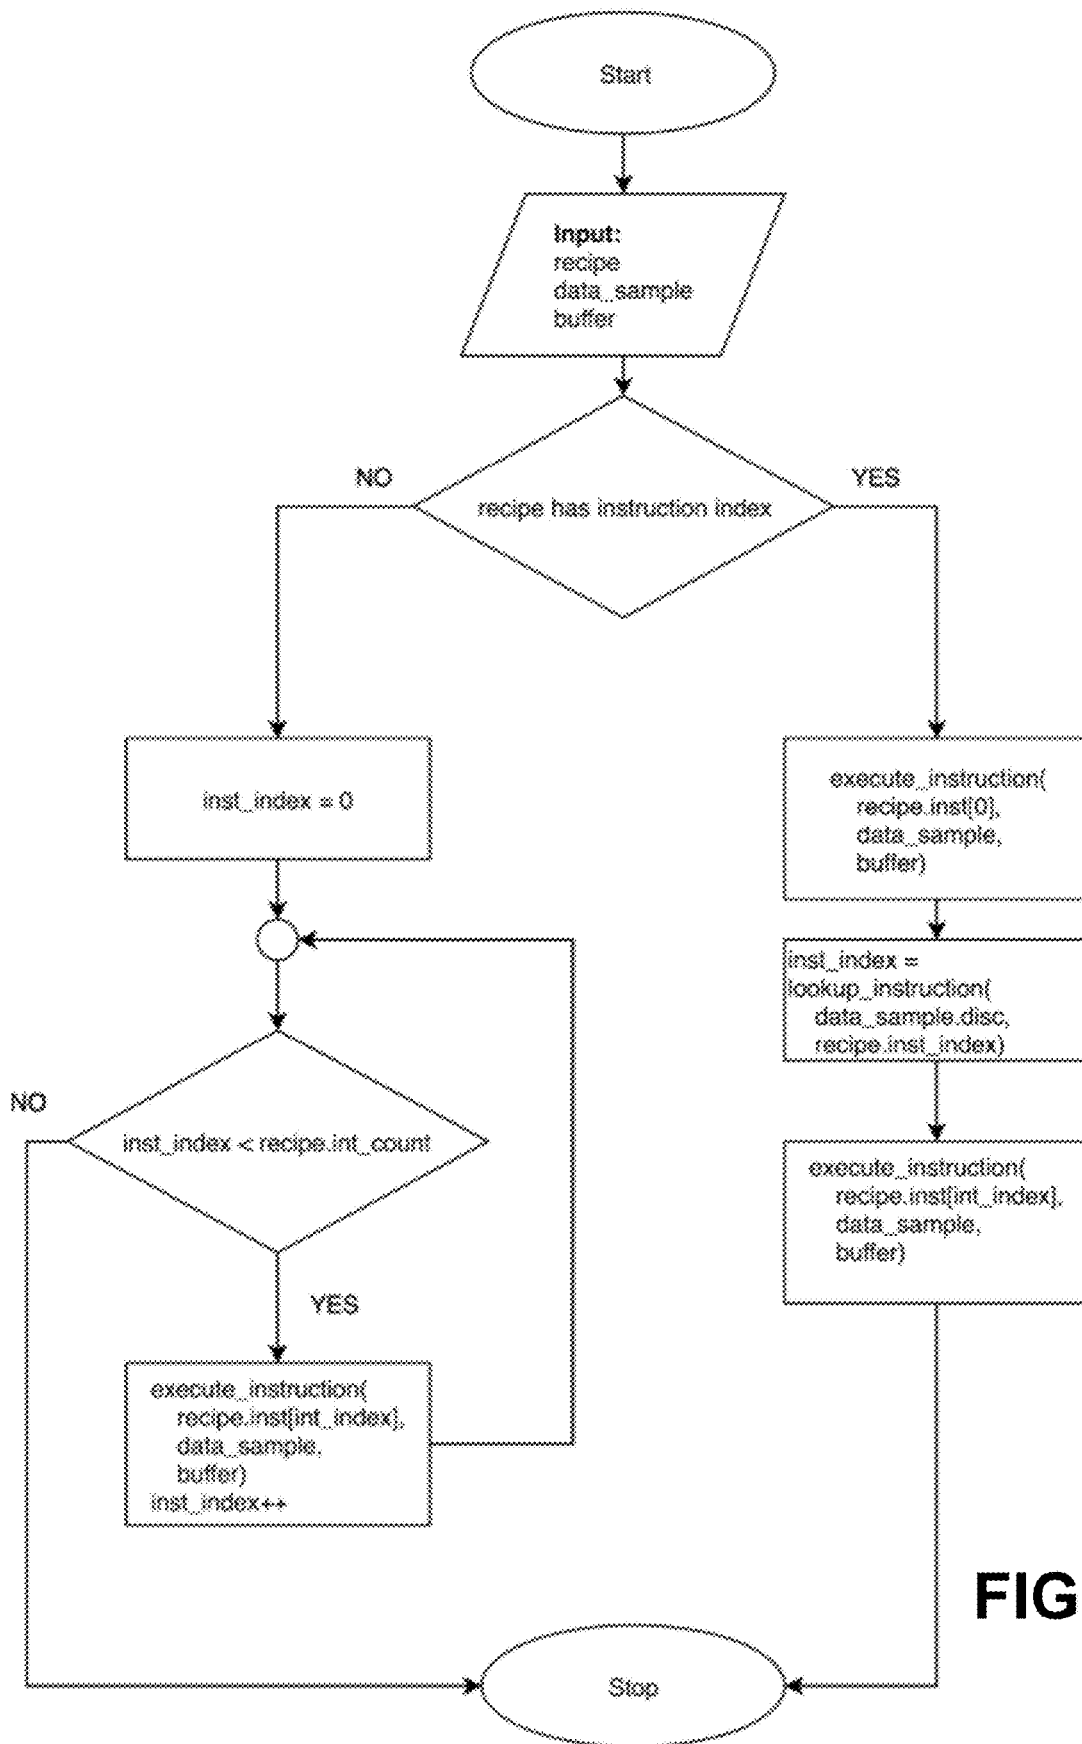 Start
Input:
recipe
data_sample
buffer
NO
YES
recipe has instruction index
inst_index = 0
execute_instruction(
recipe.inst[0],
data_sample,
buffer)
inst_index =
lookup_instruction(
data_sample.disc,
recipe.inst_index)
NO
inst_index < recipe.int_count
execute_instruction(
recipe.inst[int_index],
data_sample,
buffer)
YES
execute_instruction(
recipe.inst[int_index],
data_sample,
buffer)
inst_index++
FIG
Stop